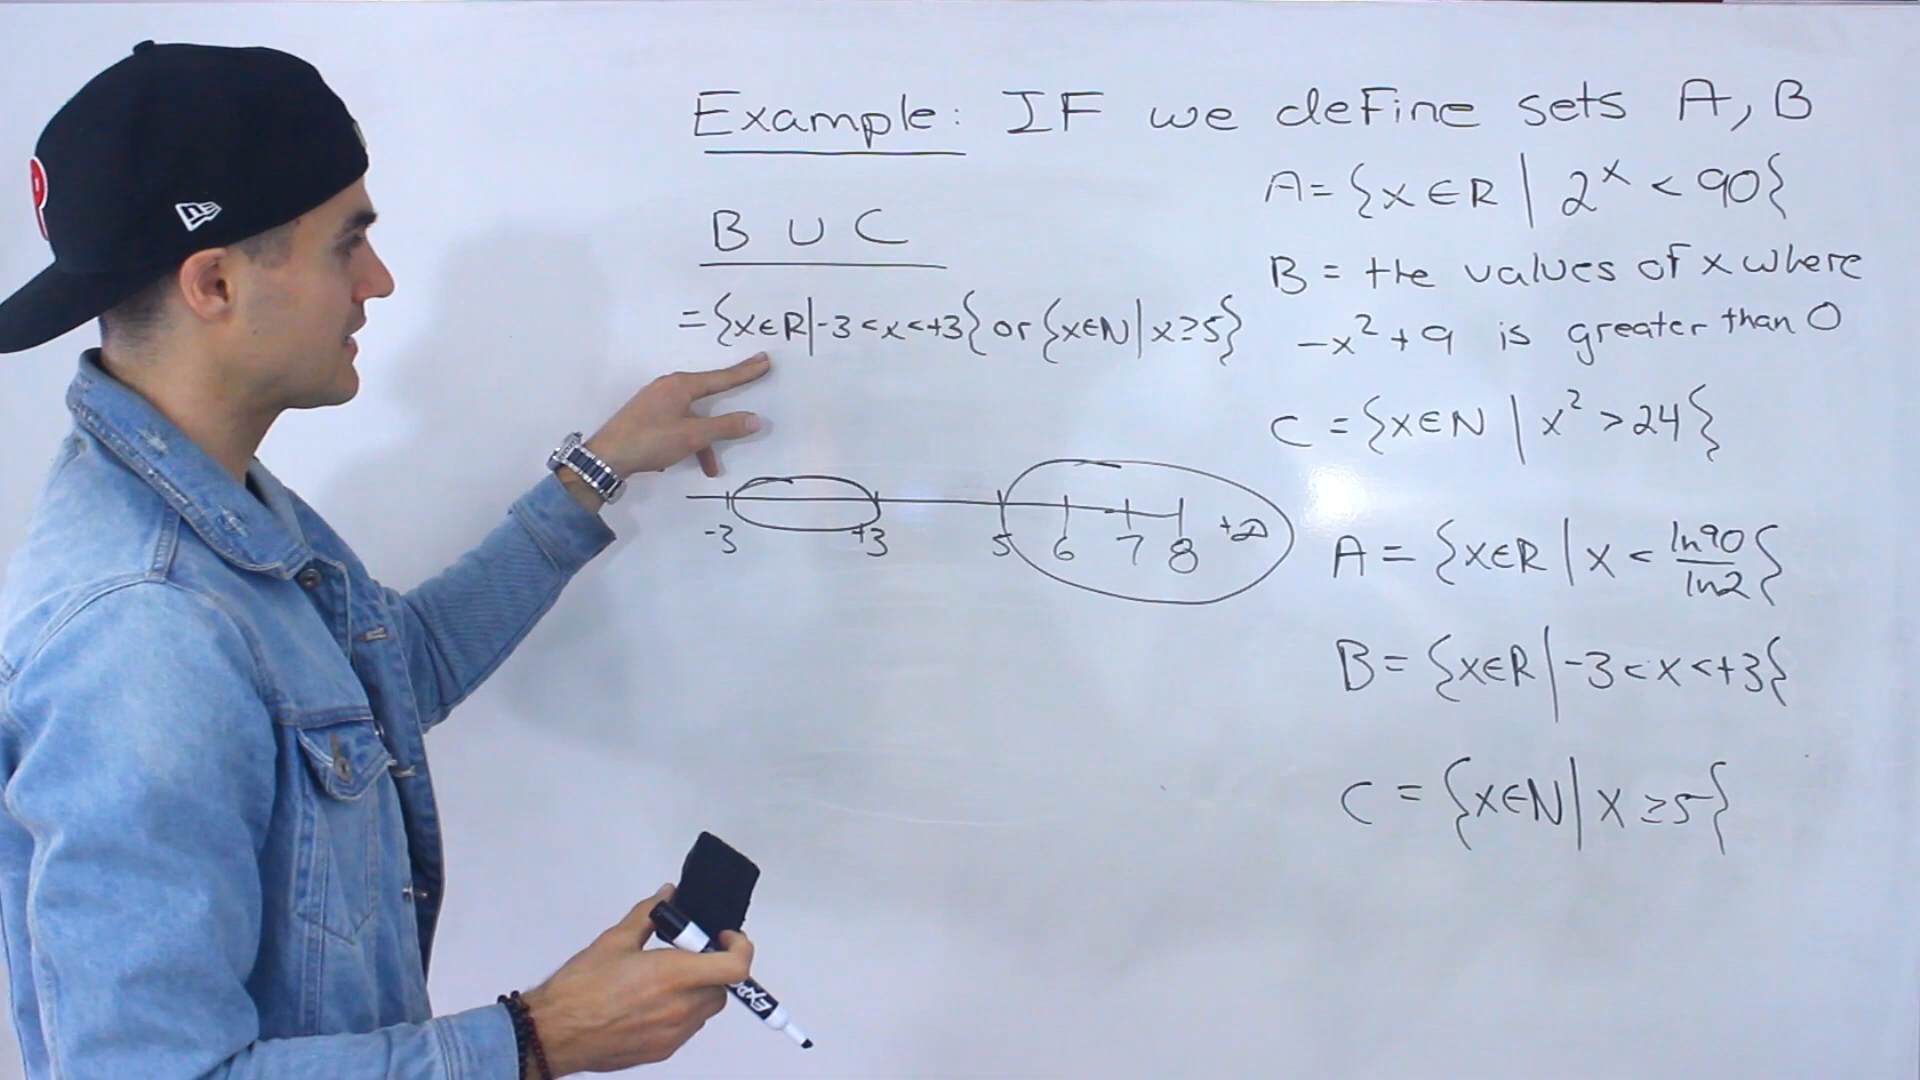 Example: IF we define sets A, B
A = {x ∈ R | 2^x < 90}
B = the values of x where
-x² + 9 is greater than 0
C = {x ∈ N | x² > 24}
B ∪ C
= {x ∈ R | -3 < x < +3} or {x ∈ N | x ≥ 5}
-3 +3 5 6 7 8 +∞
A = {x ∈ R | x < ln90/ln2}
B = {x ∈ R | -3 < x < +3}
C = {x ∈ N | x ≥ 5}
P
EXPO